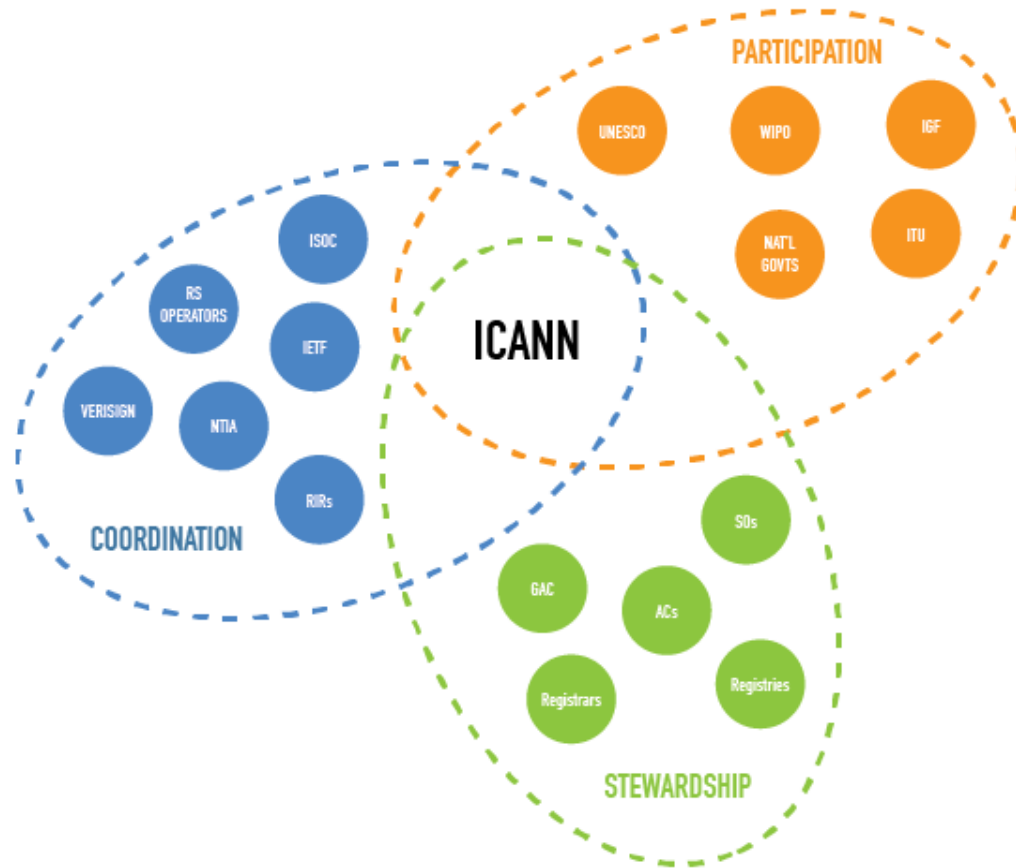 PARTICIPATION
UNESCO
WIPO
IGF
NAT'L
GOVTS
ITU
ISOC
RS
OPERATORS
IETF
VERISIGN
NTIA
RIRs
COORDINATION
ICANN
SOs
GAC
ACs
Registrars
Registries
STEWARDSHIP